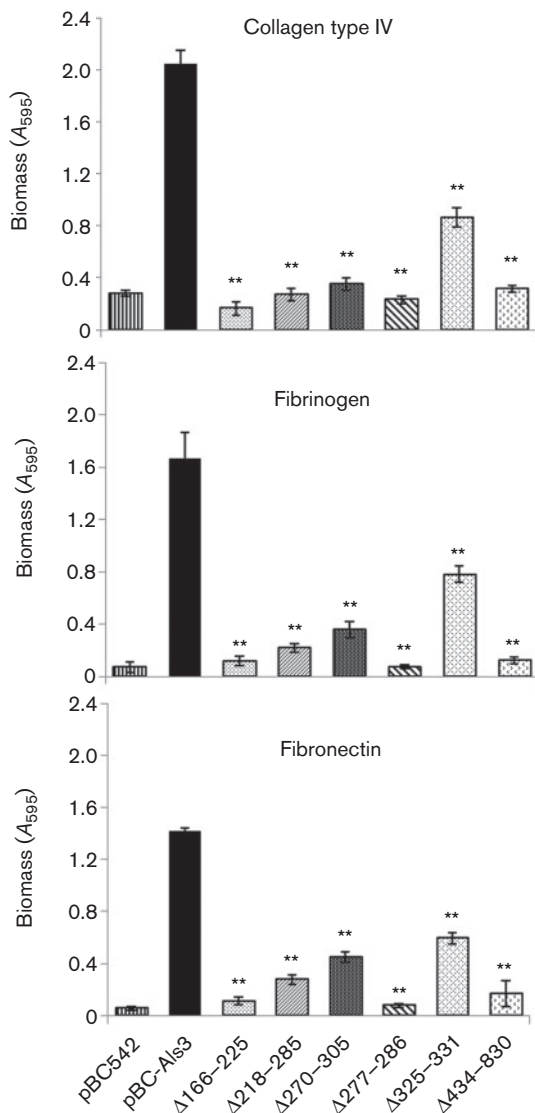 Collagen type IV
Biomass (A595)
2.4
2.0
1.6
1.2
0.8
0.4
0
**
**
**
**
**
**
Fibrinogen
Biomass (A595)
2.4
2.0
1.6
1.2
0.8
0.4
0
**
**
**
**
**
**
Fibronectin
Biomass (A595)
2.4
2.0
1.6
1.2
0.8
0.4
0
**
**
**
**
**
**
pBC542
pBC–Als3
Δ166–225
Δ218–285
Δ270–305
Δ277–286
Δ325–331
Δ434–830